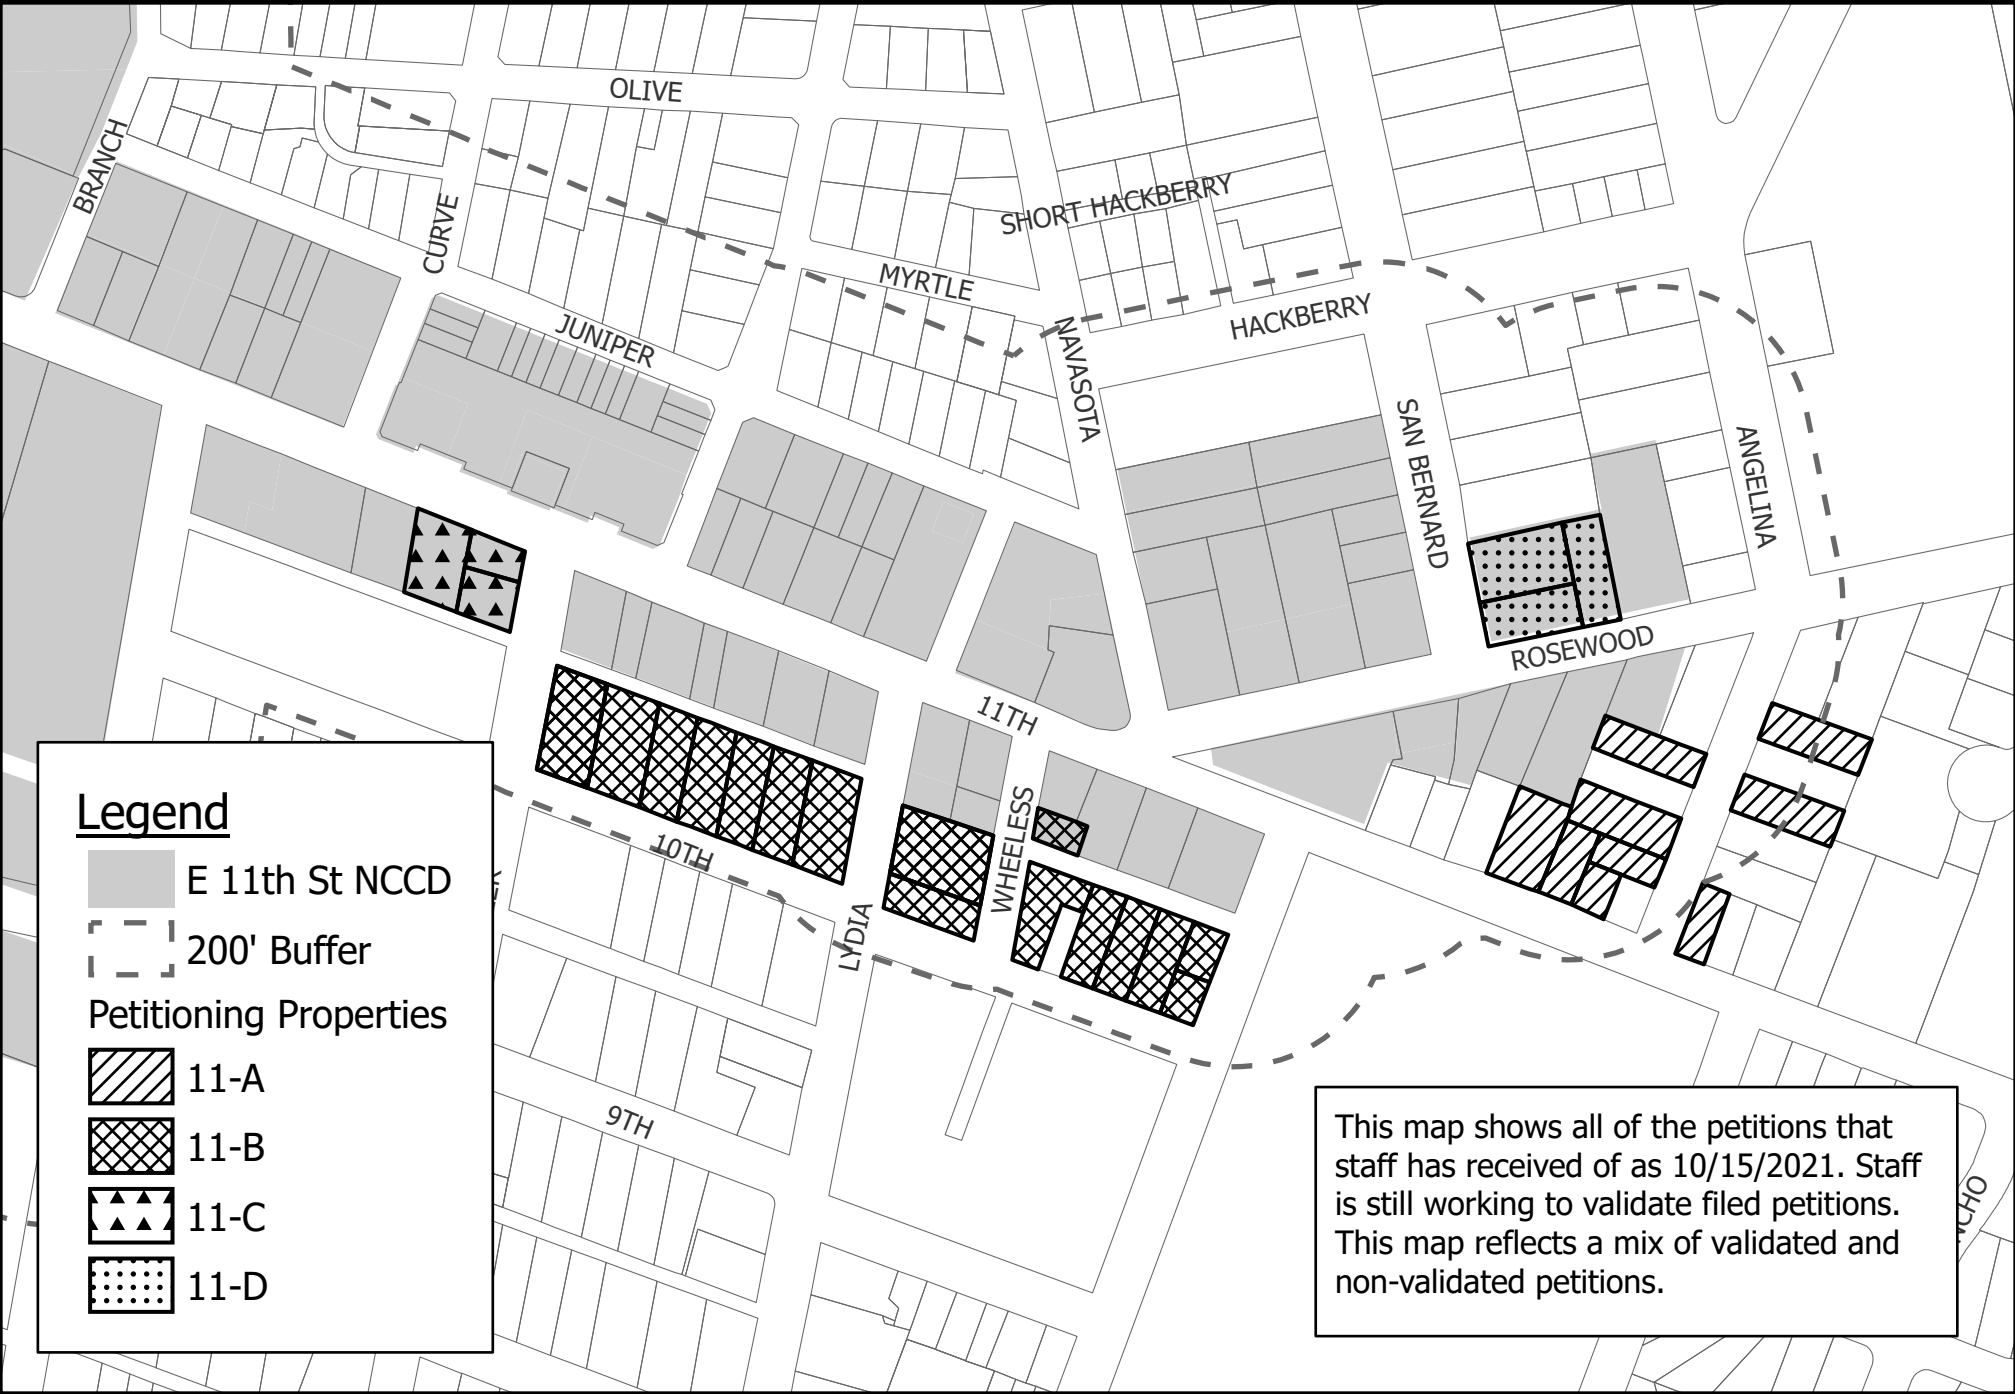 OLIVE
BRANCH
CURVE
SHORT HACKBERRY
MYRTLE
JUNIPER
HACKBERRY
NAVASOTA
SAN BERNARD
ANGELINA
ROSEWOOD
11TH
WHEELESS
10TH
LYDIA
9TH
Legend
E 11th St NCCD
200' Buffer
Petitioning Properties
11-A
11-B
11-C
11-D
This map shows all of the petitions that
staff has received of as 10/15/2021. Staff
is still working to validate filed petitions.
This map reflects a mix of validated and
non-validated petitions.